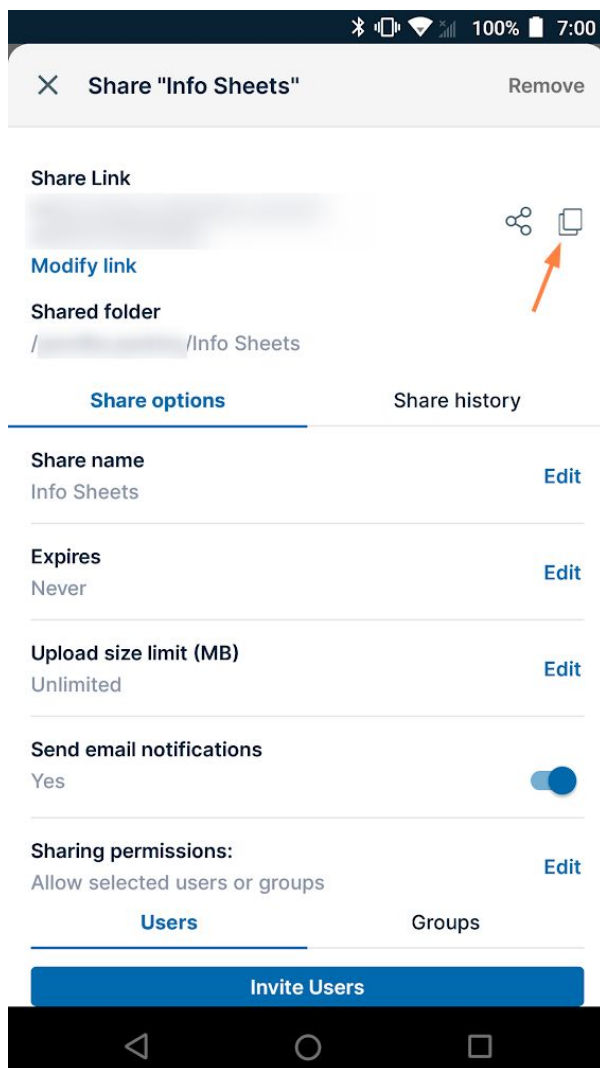 100% 7:00
Share "Info Sheets" Remove
Share Link
Modify link
Shared folder
/ /Info Sheets
Share options Share history
Share name
Edit
Info Sheets
Expires
Edit
Never
Upload size limit (MB)
Edit
Unlimited
Send email notifications
Yes
Sharing permissions:
Edit
Allow selected users or groups
Users Groups
Invite Users